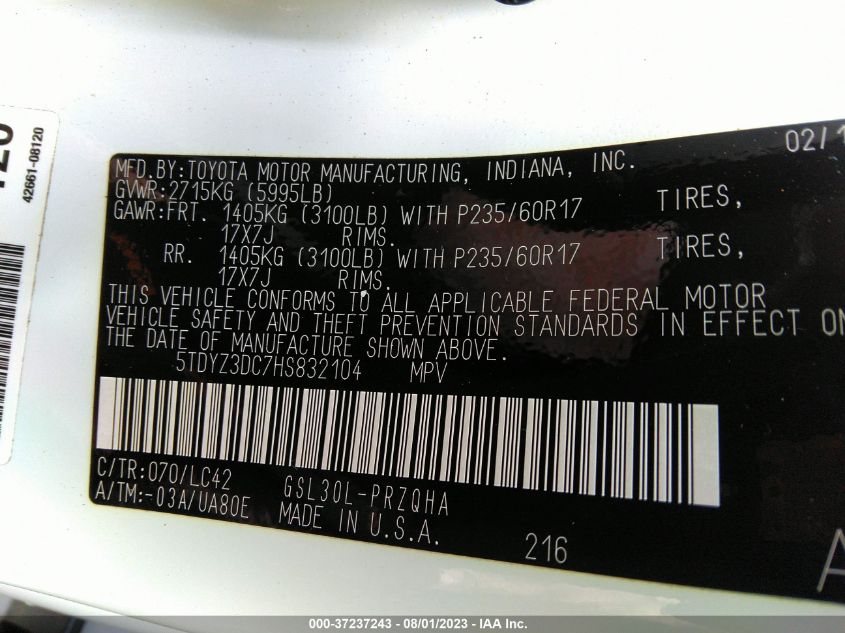 02/1
MFD.BY:TOYOTA MOTOR MANUFACTURING, INDIANA, INC.
GVWR:2715KG (5995LB)
GAWR:FRT. 1405KG (3100LB) WITH P235/60R17 TIRES,
17X7J RIMS.
RR. 1405KG (3100LB) WITH P235/60R17 TIRES,
17X7J RIMS.
THIS VEHICLE CONFORMS TO ALL APPLICABLE FEDERAL MOTOR
VEHICLE SAFETY AND THEFT PREVENTION STANDARDS IN EFFECT ON
THE DATE OF MANUFACTURE SHOWN ABOVE.
5TDYZ3DC7HS832104 MPV
C/TR:070/LC42 GSL30L-PRZQHA
A/TM:-03A/UA80E MADE IN U.S.A.
216
A
42661-08120
000-37237243 - 08/01/2023 - IAA Inc.